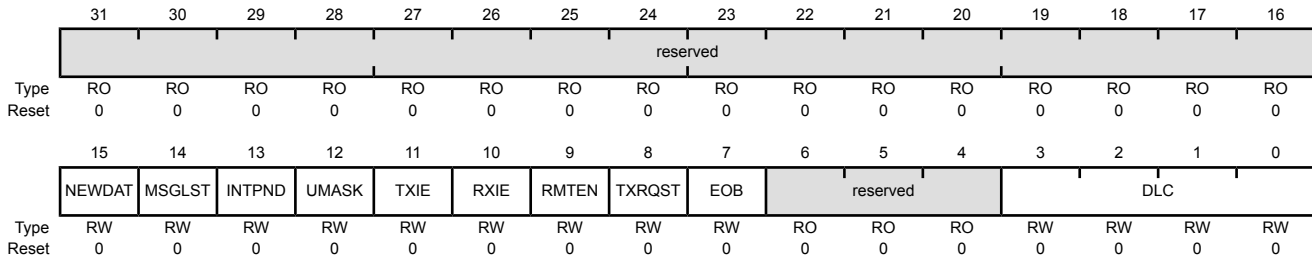 31 30 29 28 27 26 25 24 23 22 21 20 19 18 17 16
reserved
Type RO RO RO RO RO RO RO RO RO RO RO RO RO RO RO RO
Reset 0 0 0 0 0 0 0 0 0 0 0 0 0 0 0 0
15 14 13 12 11 10 9 8 7 6 5 4 3 2 1 0
NEWDAT MSGLST INTPND UMASK TXIE RXIE RMTEN TXRQST EOB reserved DLC
Type RW RW RW RW RW RW RW RW RW RO RO RO RW RW RW RW
Reset 0 0 0 0 0 0 0 0 0 0 0 0 0 0 0 0